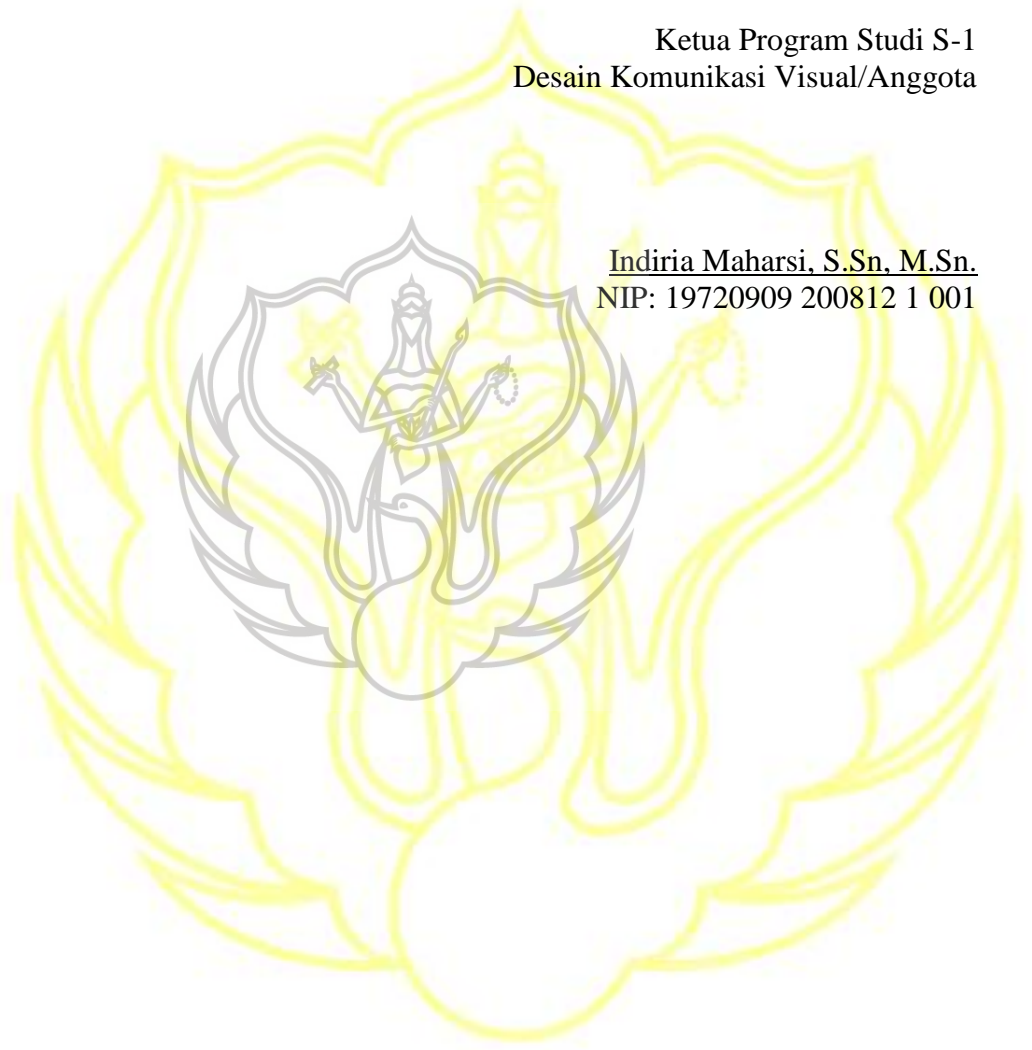 Ketua Program Studi S-1
Desain Komunikasi Visual/Anggota
Indiria Maharsi, S.Sn, M.Sn.
NIP: 19720909 200812 1 001